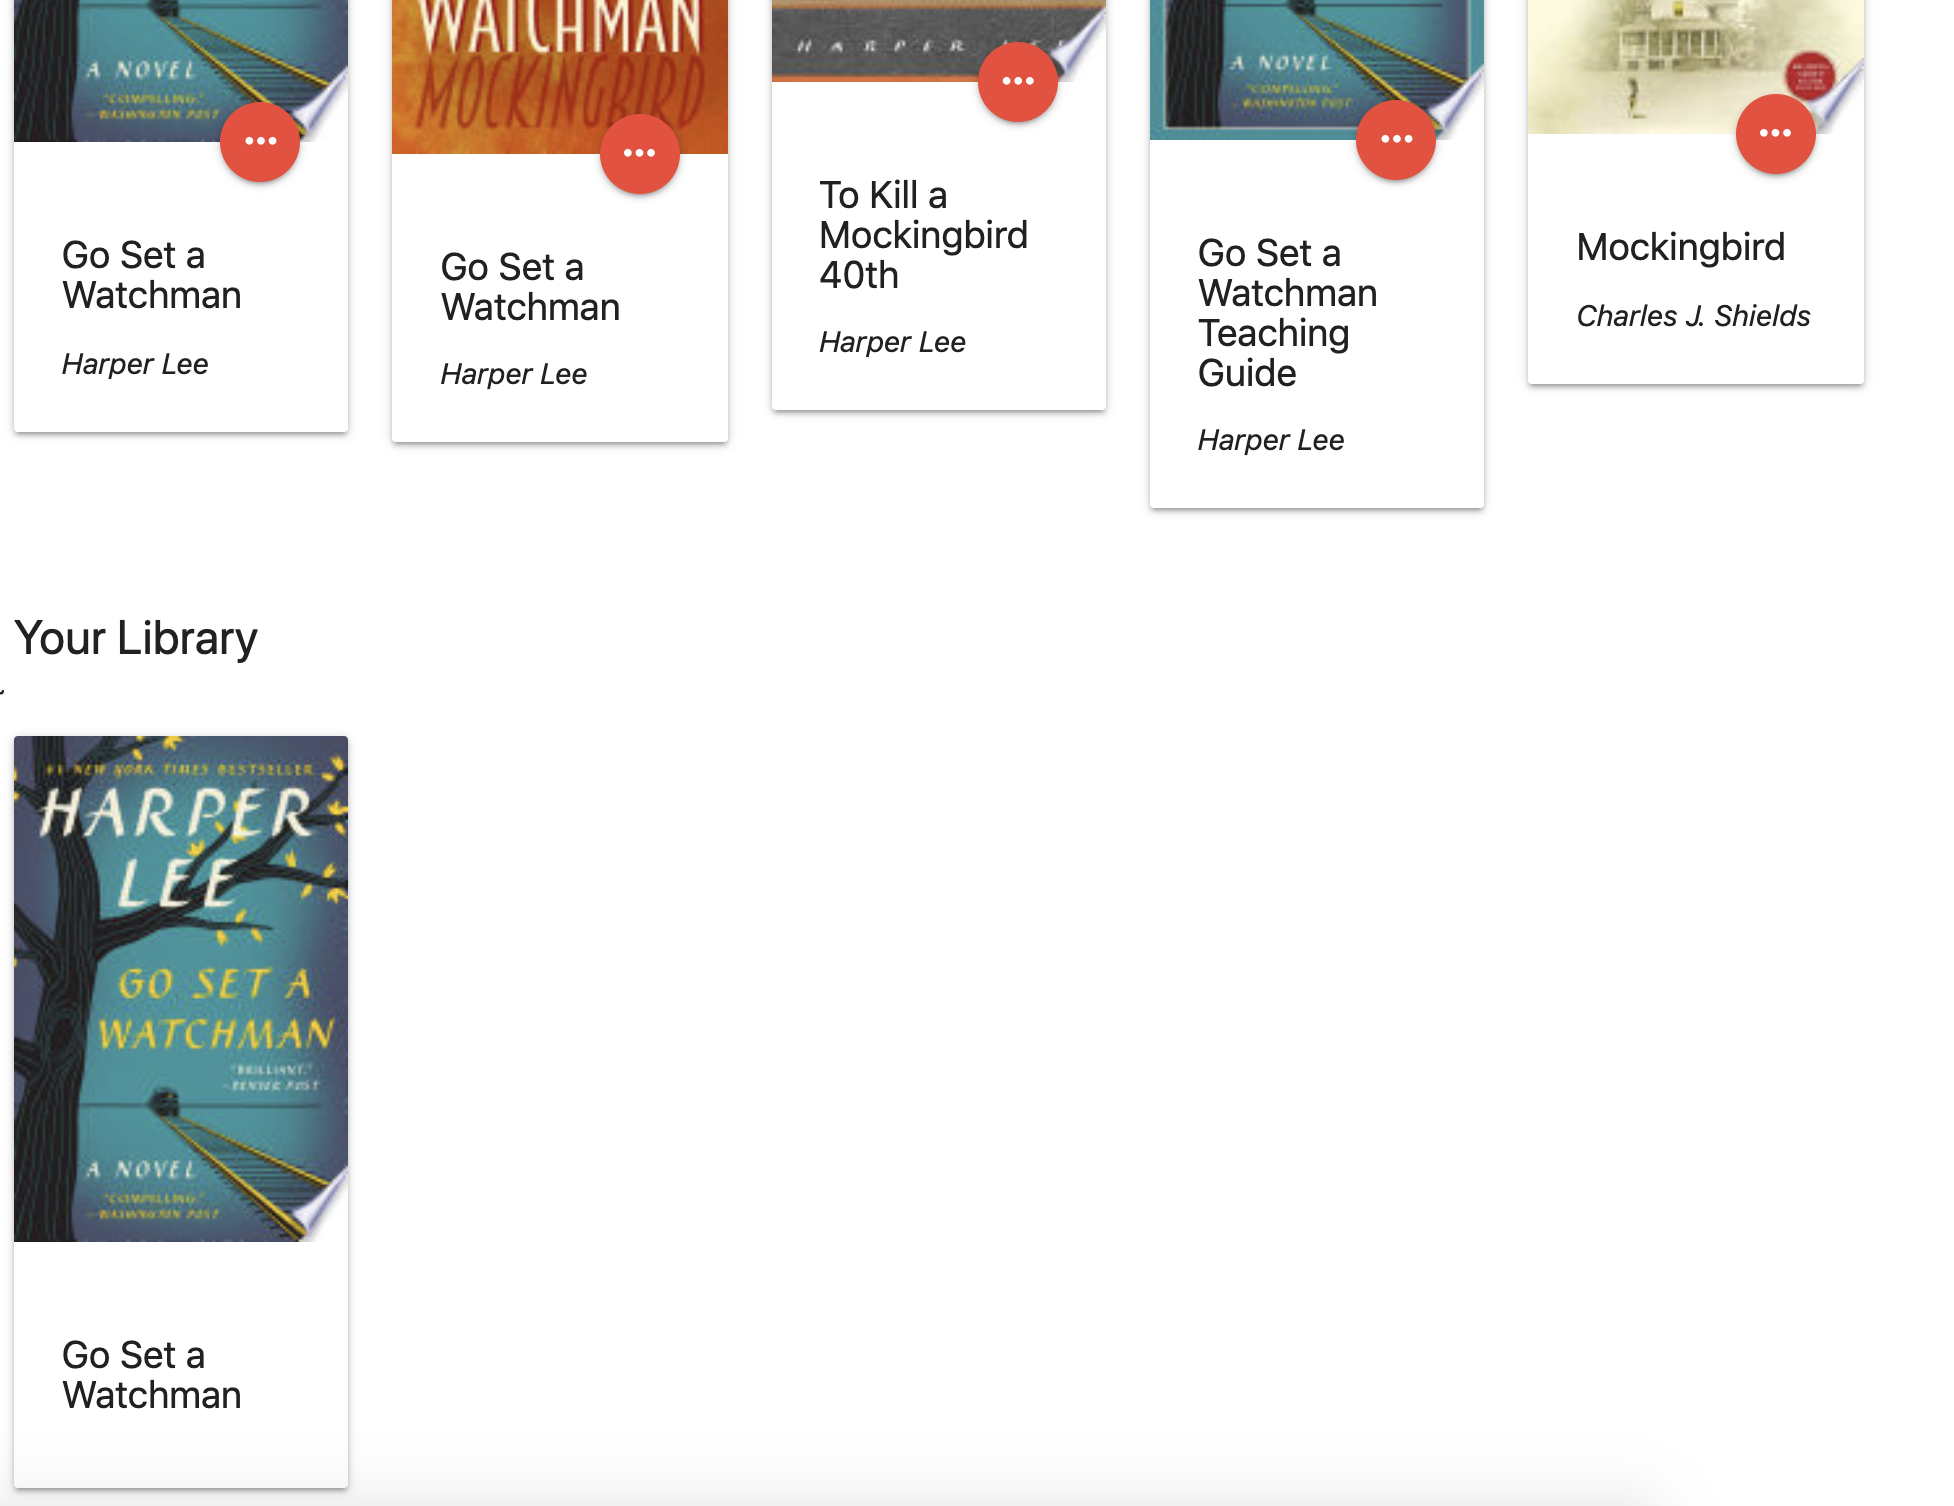 A NOVEL
"COMPELLING."
—WASHINGTON POST
Go Set a
Watchman
Harper Lee
WATCHMAN
MOCKINGBIRD
Go Set a
Watchman
Harper Lee
HARPER LEE
To Kill a
Mockingbird
40th
Harper Lee
A NOVEL
"COMPELLING."
—WASHINGTON POST
Go Set a
Watchman
Teaching
Guide
Harper Lee
Mockingbird
Charles J. Shields
Your Library
#1 NEW YORK TIMES BESTSELLER
HARPER
LEE
GO SET A
WATCHMAN
"BRILLIANT."
—DENVER POST
A NOVEL
"COMPELLING."
—WASHINGTON POST
Go Set a
Watchman